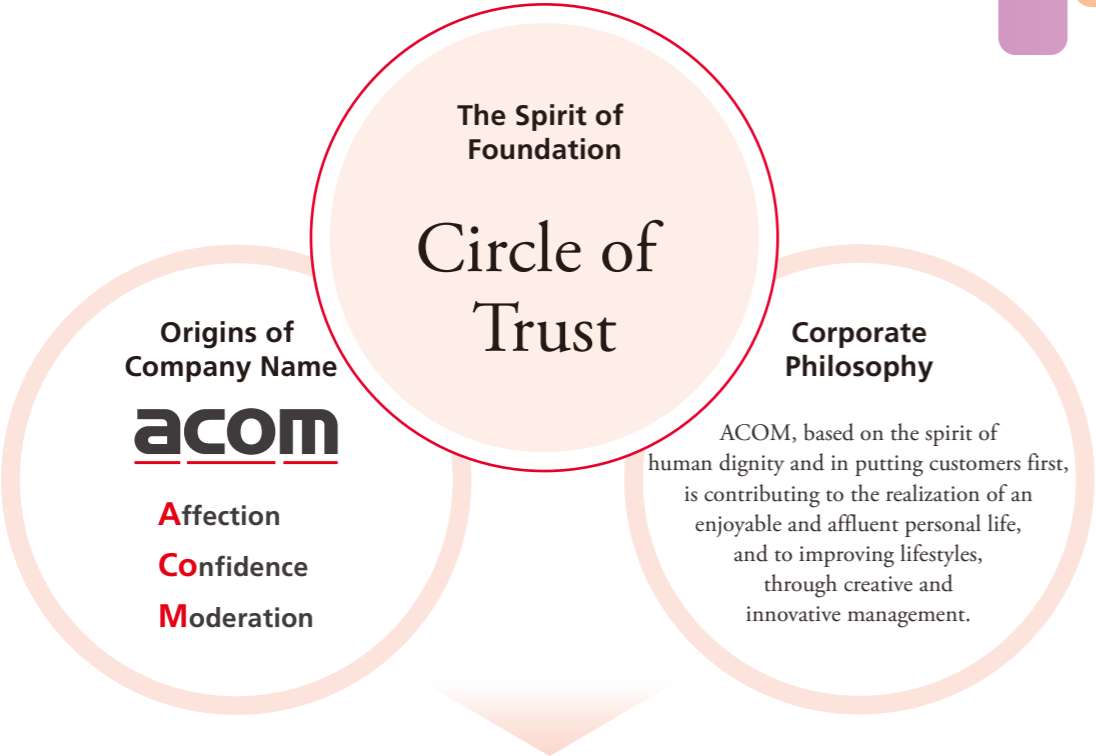 The Spirit of
Foundation
Circle of
Trust
Origins of
Company Name
acom
Affection
Confidence
Moderation
Corporate
Philosophy
ACOM, based on the spirit of
human dignity and in putting customers first,
is contributing to the realization of an
enjoyable and affluent personal life,
and to improving lifestyles,
through creative and
innovative management.